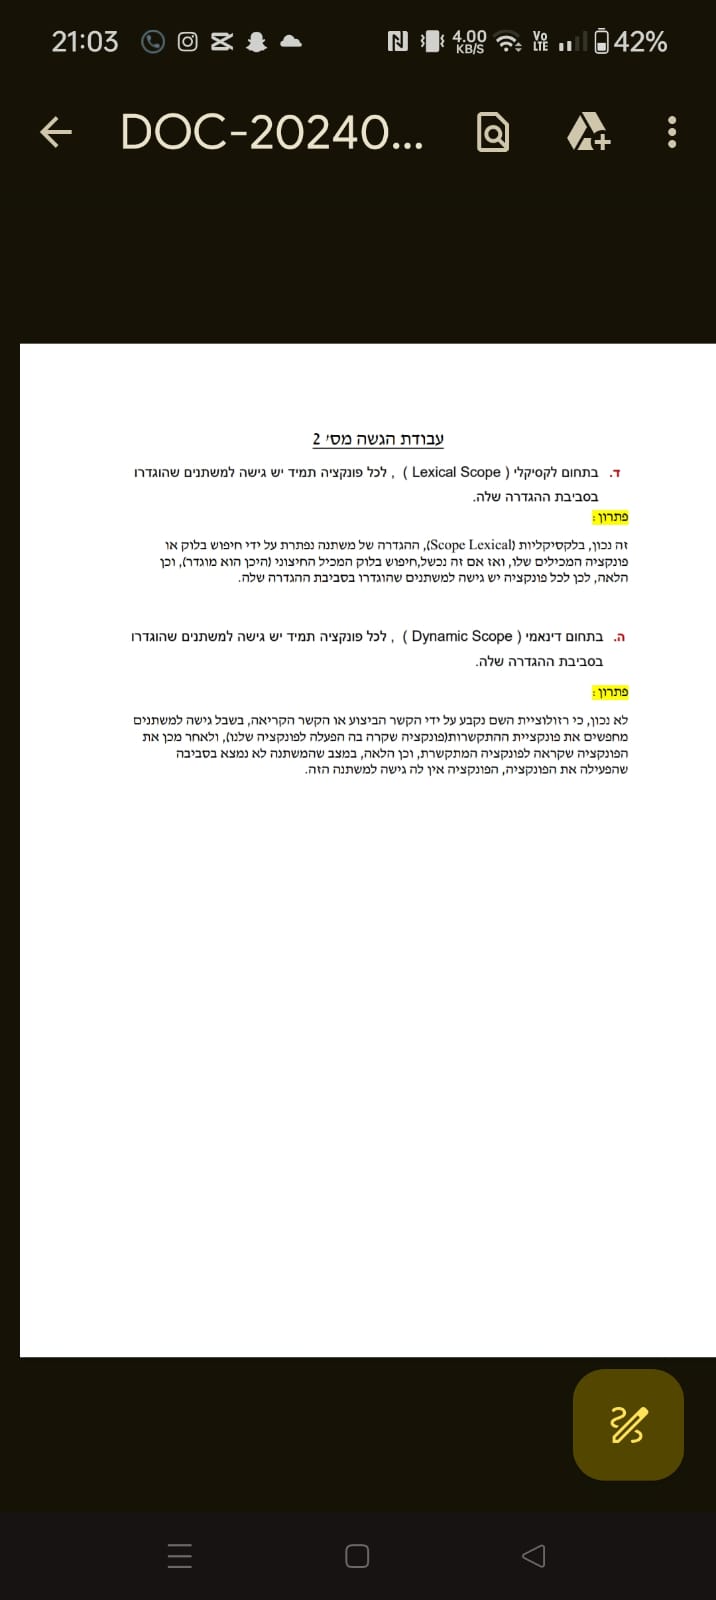 21:03
4.00 KB/S
Vo LTE
42%
DOC-20240...
עבודת הגשה מס' 2
ד. בתחום לקסיקלי ( Lexical Scope ) , לכל פונקציה תמיד יש גישה למשתנים שהוגדרו
בסביבת ההגדרה שלה.
פתרון:
זה נכון, בלקסיקליות (Scope Lexical), ההגדרה של משתנה נפתרת על ידי חיפוש בלוק או
פונקציה המכילים שלו, ואז אם זה נכשל,חיפוש בלוק המכיל החיצוני (היכן הוא מוגדר), וכן
הלאה, לכן לכל פונקציה יש גישה למשתנים שהוגדרו בסביבת ההגדרה שלה.
ה. בתחום דינאמי ( Dynamic Scope ) , לכל פונקציה תמיד יש גישה למשתנים שהוגדרו
בסביבת ההגדרה שלה.
פתרון:
לא נכון, כי רזולוציית השם נקבע על ידי הקשר הביצוע או הקשר הקריאה, בשבל גישה למשתנים
מחפשים את פונקציית ההתקשרות(פונקציה שקרה בה הפעלה לפונקציה שלנו), ולאחר מכן את
הפונקציה שקראה לפונקציה המתקשרת, וכן הלאה, במצב שהמשתנה לא נמצא בסביבה
שהפעילה את הפונקציה, הפונקציה אין לה גישה למשתנה הזה.